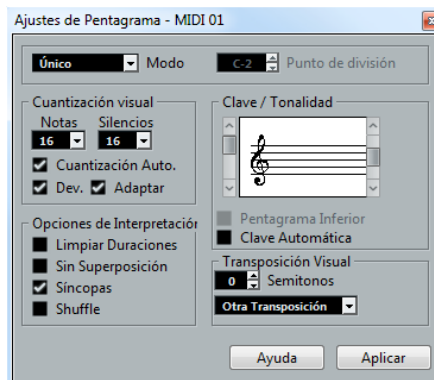 Ajustes de Pentagrama - MIDI 01
Único Modo C-2 Punto de división
Cuantización visual
Notas Silencios
16 16
Cuantización Auto.
Dev. Adaptar
Clave / Tonalidad
Pentagrama Inferior
Clave Automática
Opciones de Interpretación
Limpiar Duraciones
Sin Superposición
Síncopas
Shuffle
Transposición Visual
0 Semitonos
Otra Transposición
Ayuda Aplicar